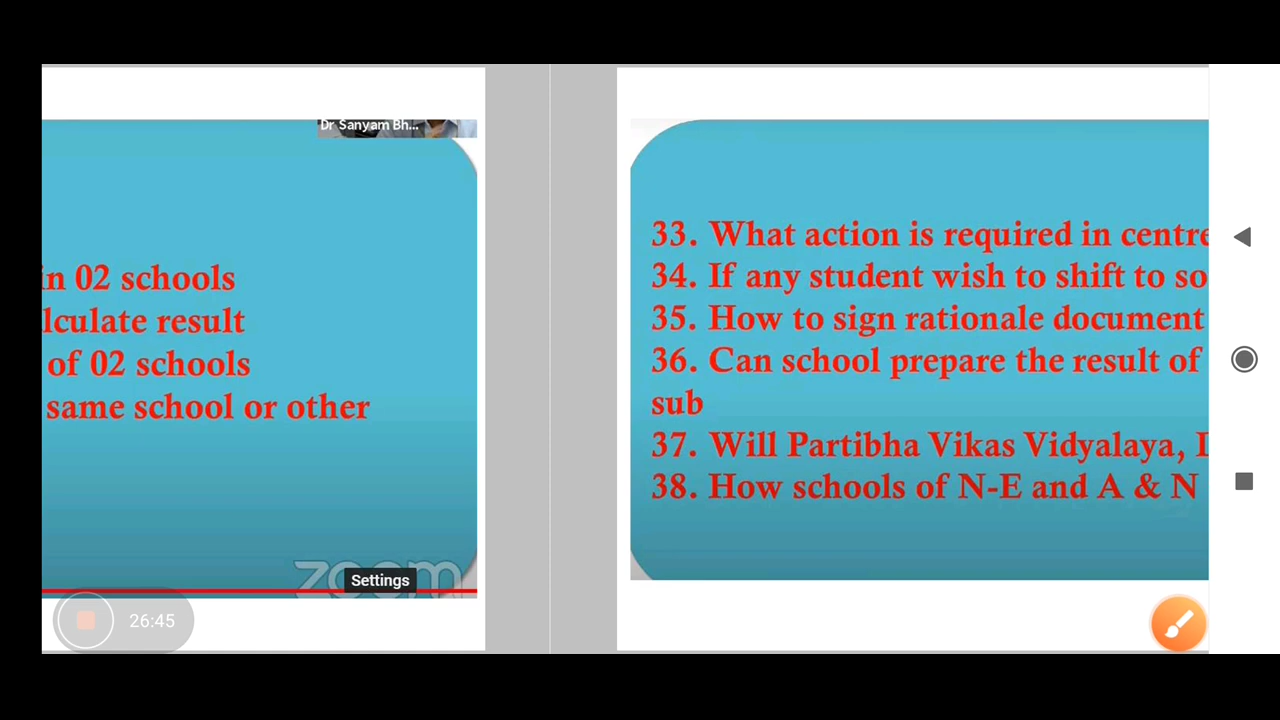 Dr Sanyam Bh...
in 02 schools
lculate result
of 02 schools
same school or other
zoom
Settings
26:45
33. What action is required in centre
34. If any student wish to shift to so
35. How to sign rationale document
36. Can school prepare the result of
sub
37. Will Partibha Vikas Vidyalaya,
38. How schools of N-E and A & N